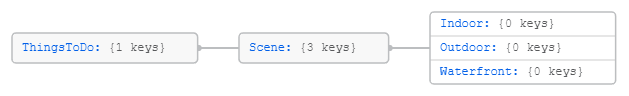 ThingsToDo: {1 keys}
Scene: {3 keys}
Indoor: {0 keys}
Outdoor: {0 keys}
Waterfront: {0 keys}